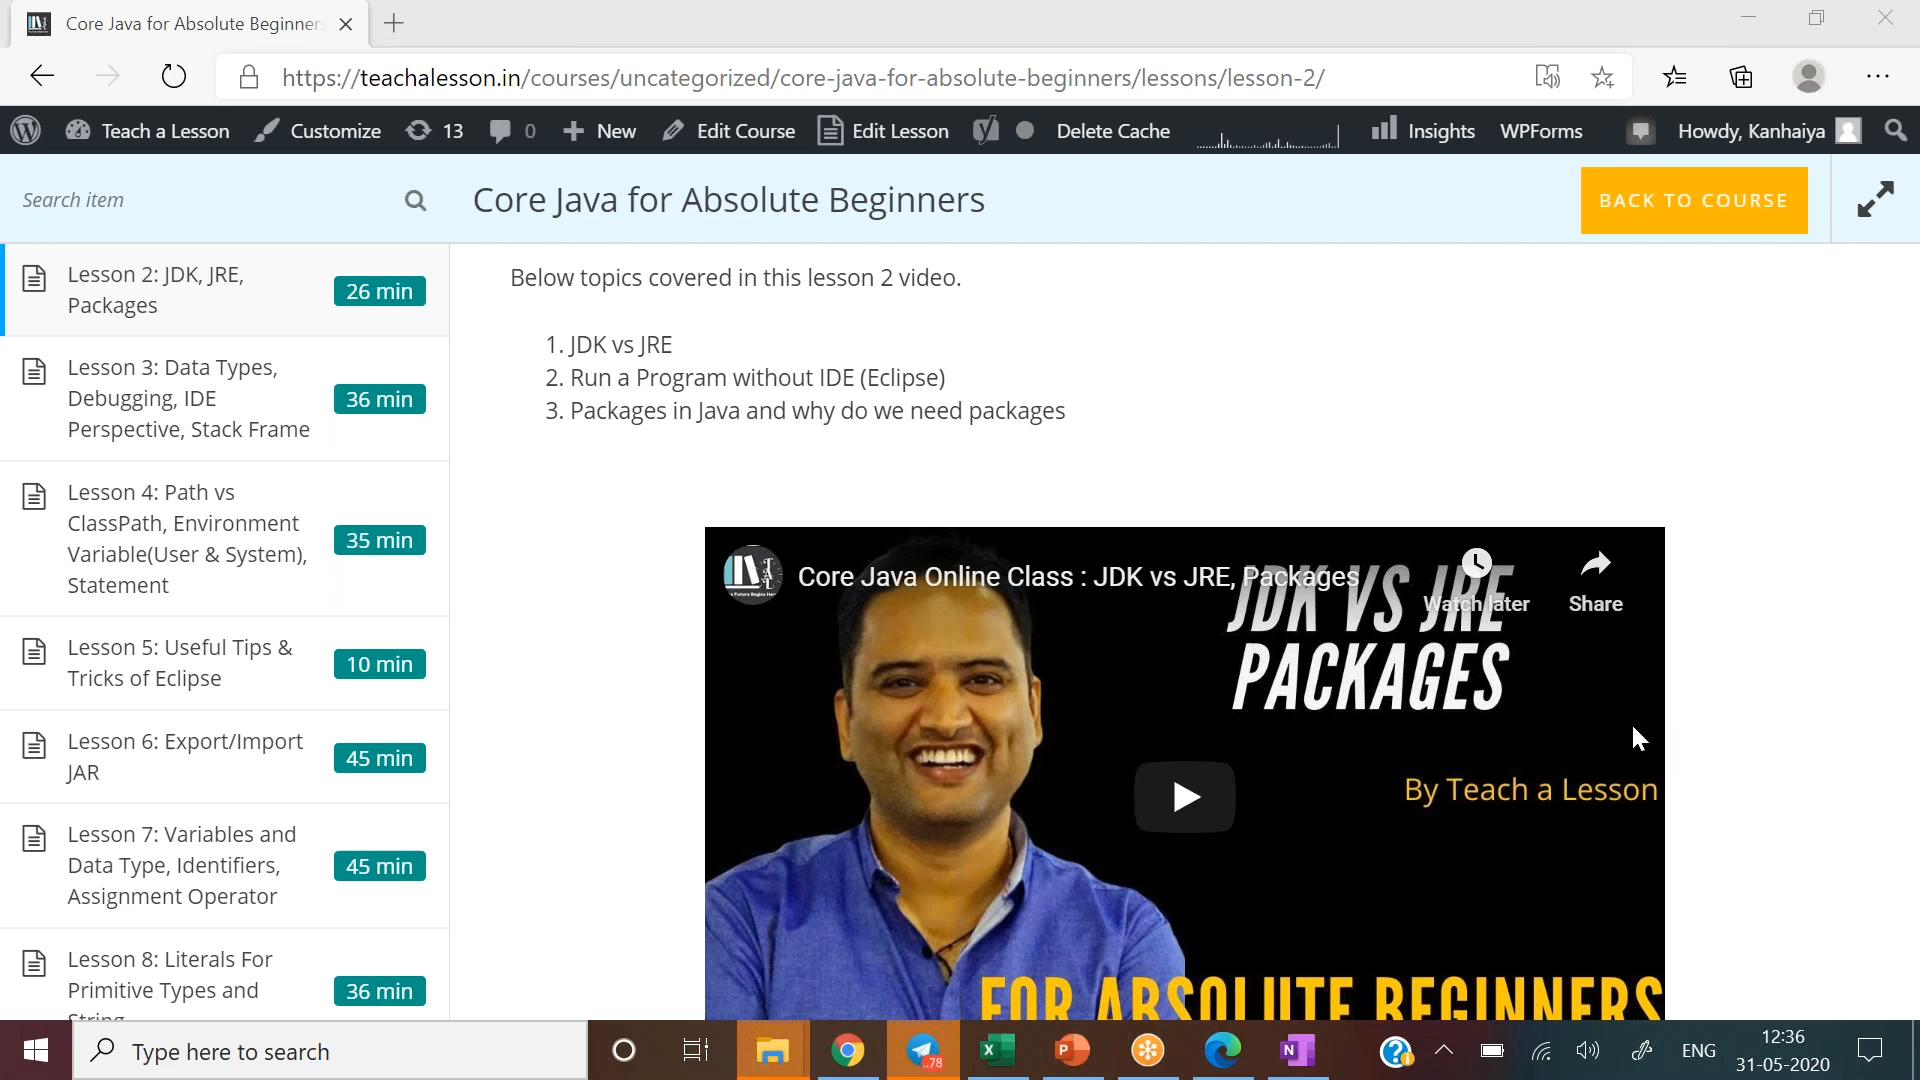 Core Java for Absolute Beginners
https://teachalesson.in/courses/uncategorized/core-java-for-absolute-beginners/lessons/lesson-2/
Teach a Lesson Customize 13 0 New Edit Course Edit Lesson Delete Cache Insights WPForms Howdy, Kanhaiya
Search item
Core Java for Absolute Beginners
BACK TO COURSE
Lesson 2: JDK, JRE,
Packages
26 min
Lesson 3: Data Types,
Debugging, IDE
Perspective, Stack Frame
36 min
Lesson 4: Path vs
ClassPath, Environment
Variable(User & System),
Statement
35 min
Lesson 5: Useful Tips &
Tricks of Eclipse
10 min
Lesson 6: Export/Import
JAR
45 min
Lesson 7: Variables and
Data Type, Identifiers,
Assignment Operator
45 min
Lesson 8: Literals For
Primitive Types and
String
36 min
Below topics covered in this lesson 2 video.
1. JDK vs JRE
2. Run a Program without IDE (Eclipse)
3. Packages in Java and why do we need packages
Core Java Online Class : JDK vs JRE, Packages
Watch later
Share
JDK VS JRE
PACKAGES
By Teach a Lesson
FOR ABSOLUTE BEGINNERS
Type here to search
..78
ENG
12:36
31-05-2020